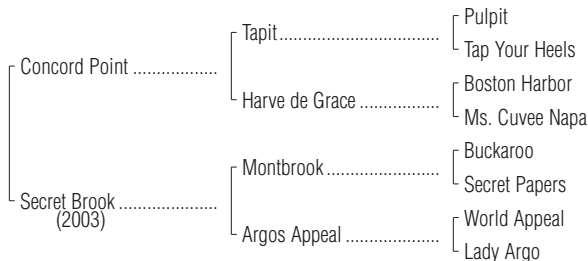 Pulpit
Tapit
Tap Your Heels
Concord Point
Boston Harbor
Harve de Grace
Ms. Cuvee Napa
Buckaroo
Montbrook
Secret Papers
Secret Brook
(2003)
World Appeal
Argos Appeal
Lady Argo